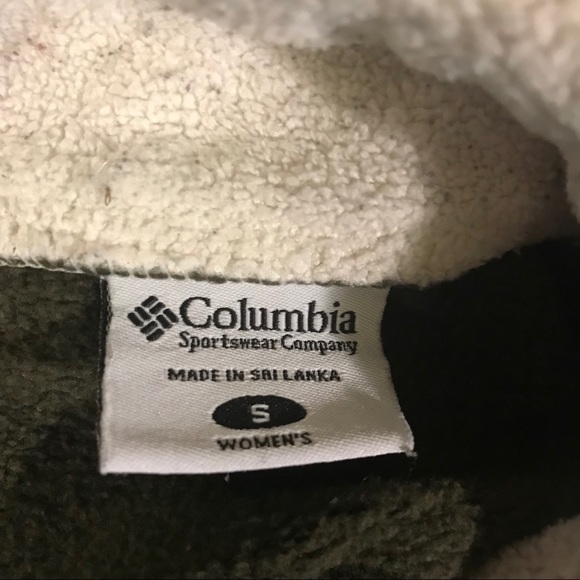 Columbia
Sportswear Company
MADE IN SRI LANKA
S
WOMEN'S